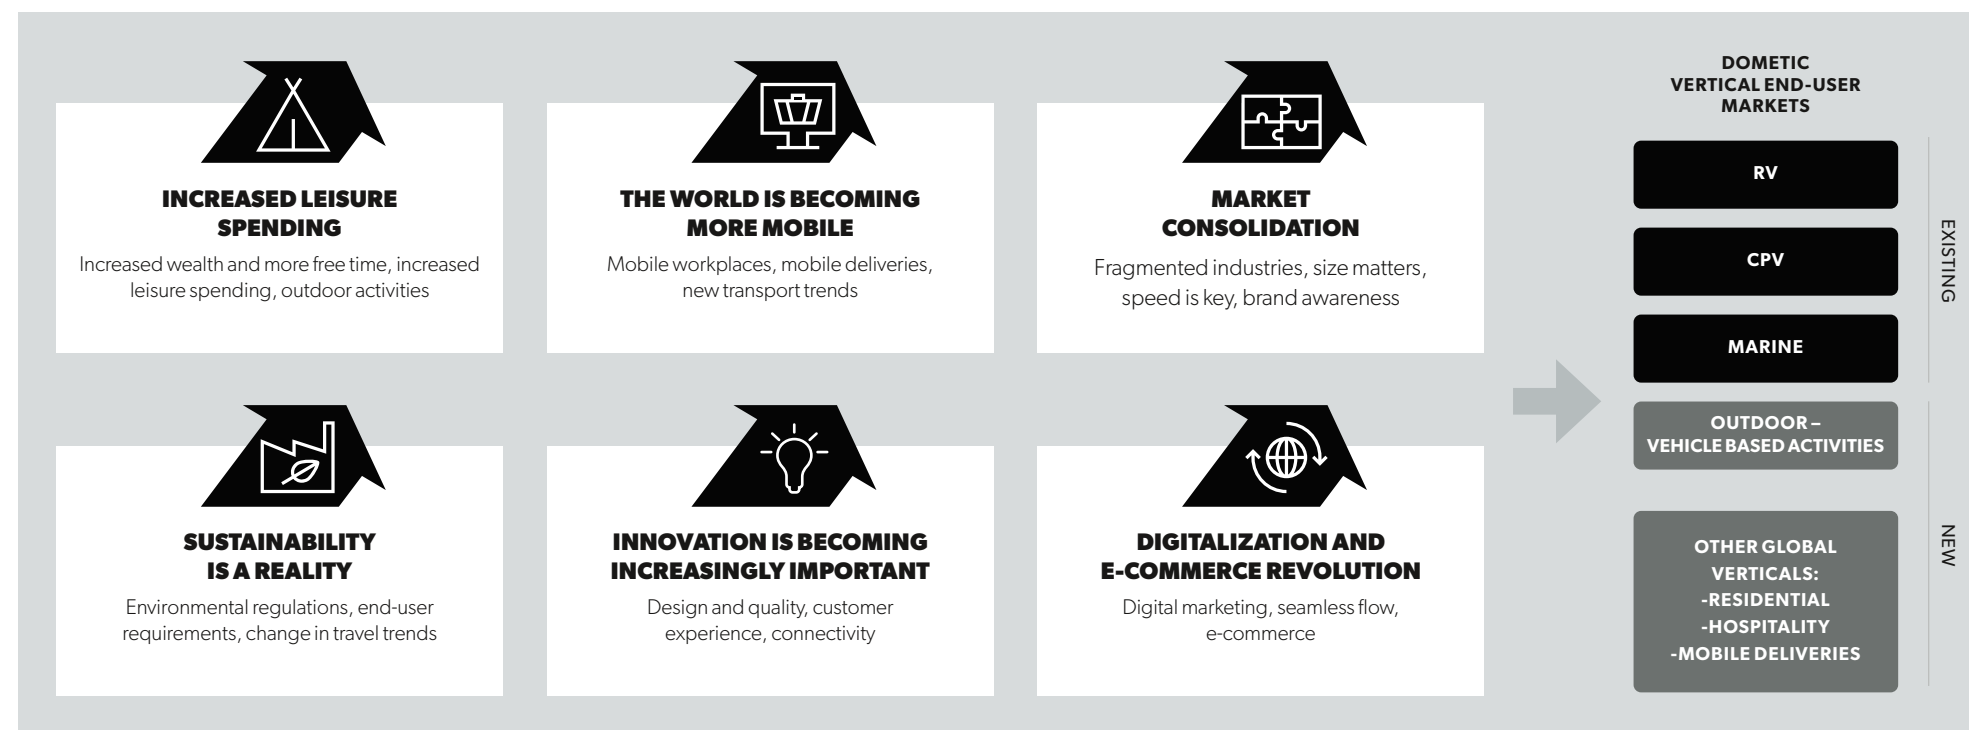 INCREASED LEISURE
SPENDING
Increased wealth and more free time, increased
leisure spending, outdoor activities
THE WORLD IS BECOMING
MORE MOBILE
Mobile workplaces, mobile deliveries,
new transport trends
MARKET
CONSOLIDATION
Fragmented industries, size matters,
speed is key, brand awareness
SUSTAINABILITY
IS A REALITY
Environmental regulations, end-user
requirements, change in travel trends
INNOVATION IS BECOMING
INCREASINGLY IMPORTANT
Design and quality, customer
experience, connectivity
DIGITALIZATION AND
E-COMMERCE REVOLUTION
Digital marketing, seamless flow,
e-commerce
DOMETIC
VERTICAL END-USER
MARKETS
RV
CPV
MARINE
EXISTING
OUTDOOR –
VEHICLE BASED ACTIVITIES
OTHER GLOBAL
VERTICALS:
-RESIDENTIAL
-HOSPITALITY
-MOBILE DELIVERIES
NEW